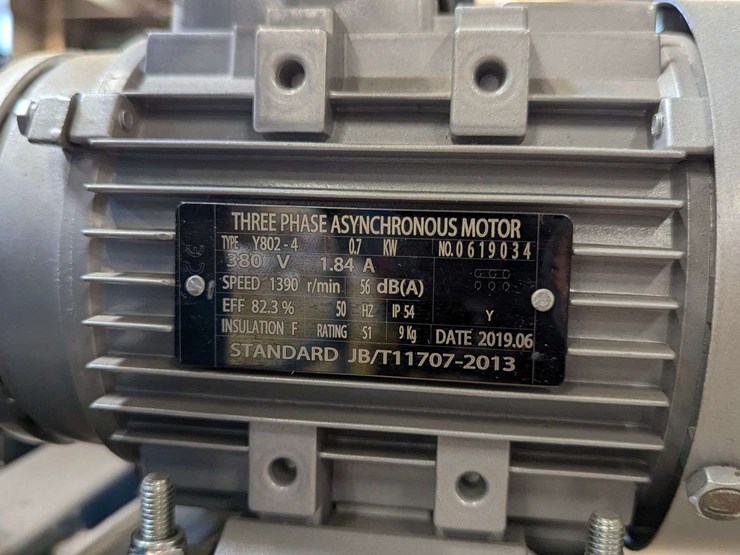 THREE PHASE ASYNCHRONOUS MOTOR
TYPE Y802-4 0.7 KW NO.0619034
380 V 1.84 A
SPEED 1390 r/min 56 dB(A)
EFF 82.3 % 50 HZ IP 54 Y
INSULATION F RATING S1 9 Kg DATE 2019.06
STANDARD JB/T11707-2013